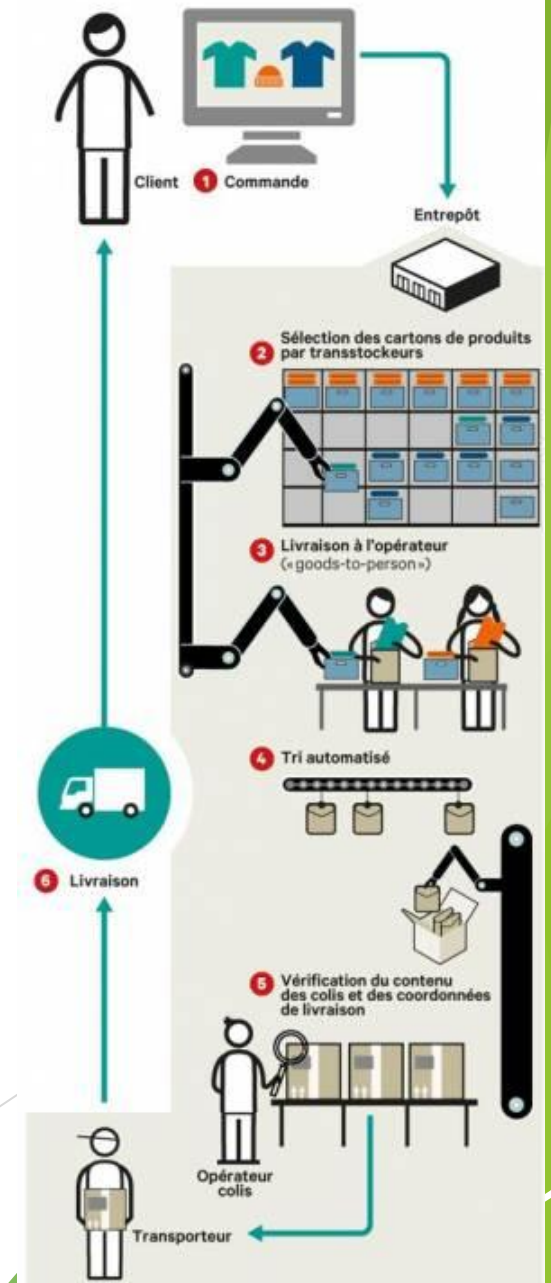 Client
1 Commande
Entrepôt
2 Sélection des cartons de produits
par transstockeurs
3 Livraison à l'opérateur
(«goods-to-person»)
4 Tri automatisé
6 Livraison
5 Vérification du contenu
des colis et des coordonnées
de livraison
Opérateur
colis
Transporteur